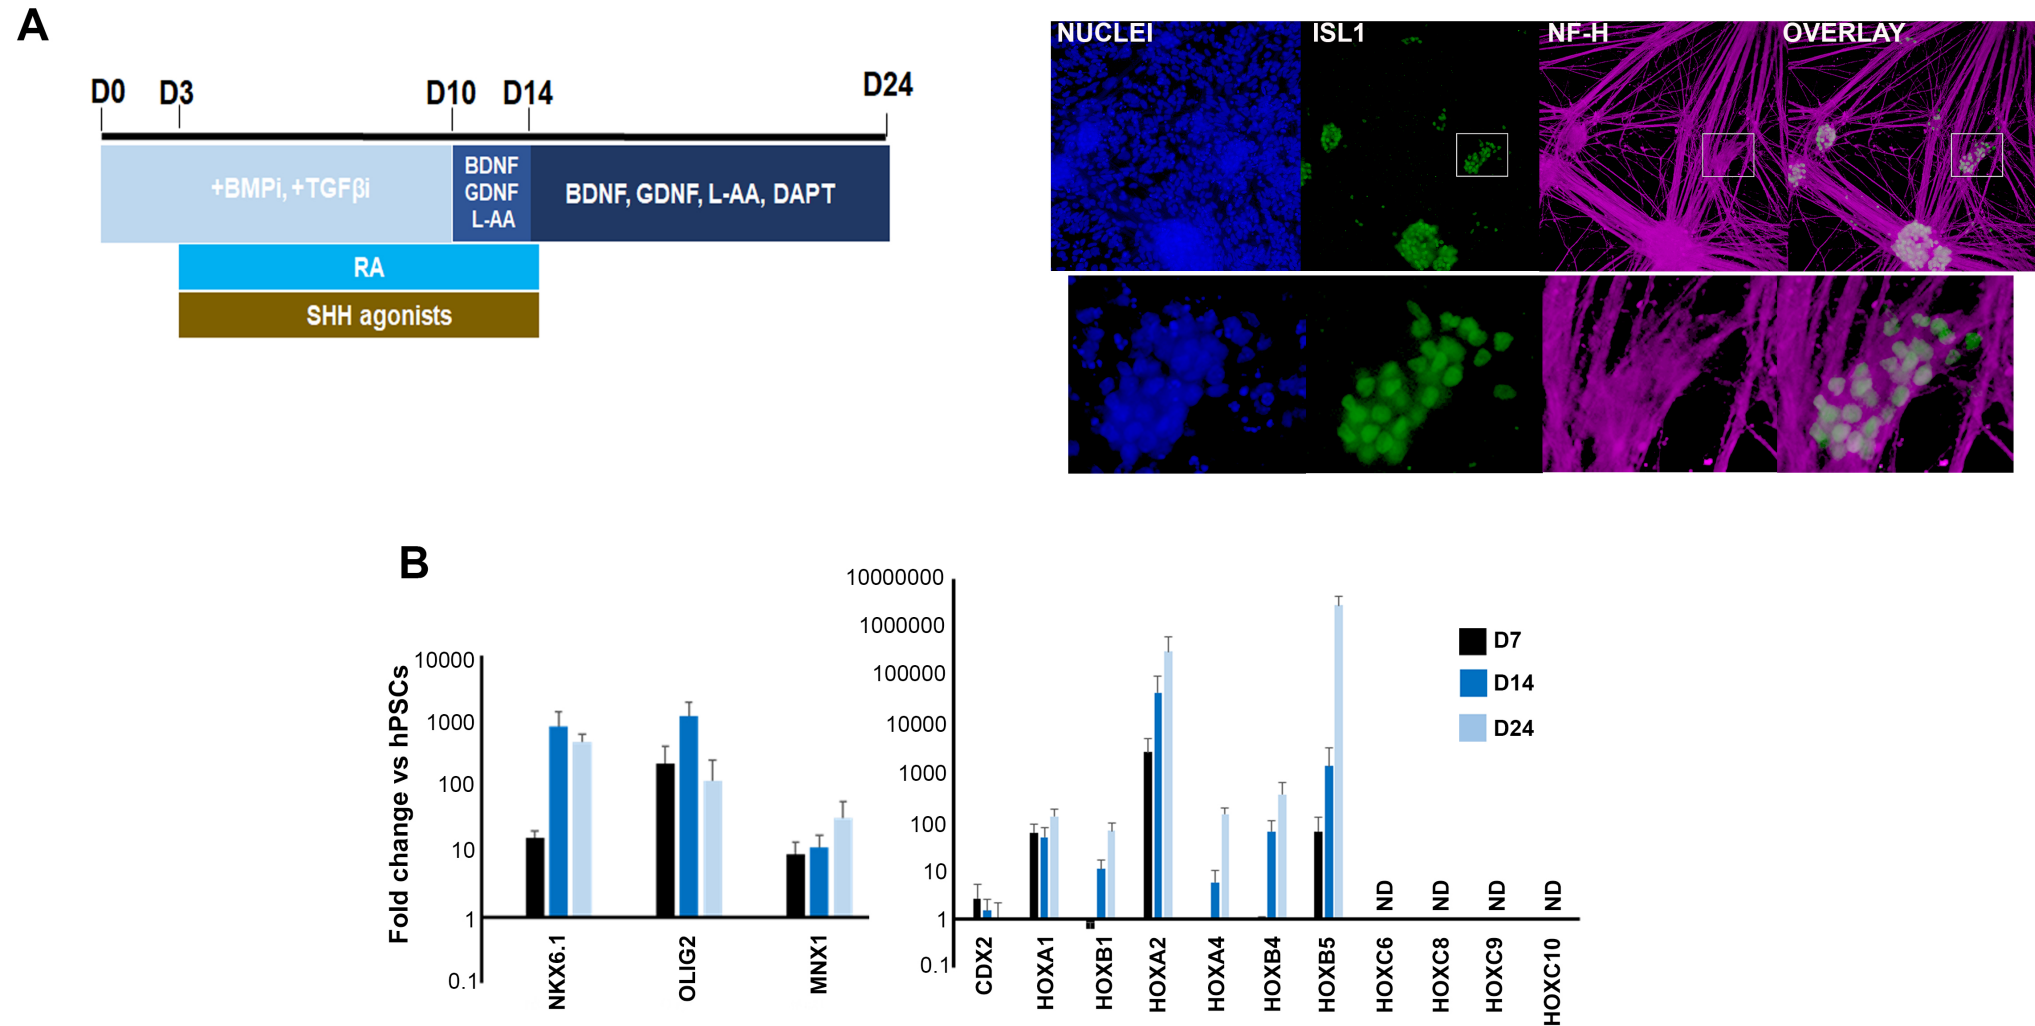 A
D0 D3 D10 D14 D24
+BMPi, +TGFβi
BDNF
GDNF
L-AA
BDNF, GDNF, L-AA, DAPT
RA
SHH agonists
NUCLEI ISL1 NF-H OVERLAY
B
Fold change vs hPSCs
10000
1000
100
10
1
0.1
NKX6.1
OLIG2
MNX1
10000000
1000000
100000
10000
1000
100
10
1
0.1
ND
ND
ND
ND
CDX2
HOXA1
HOXB1
HOXA2
HOXA4
HOXB4
HOXB5
HOXC6
HOXC8
HOXC9
HOXC10
D7
D14
D24